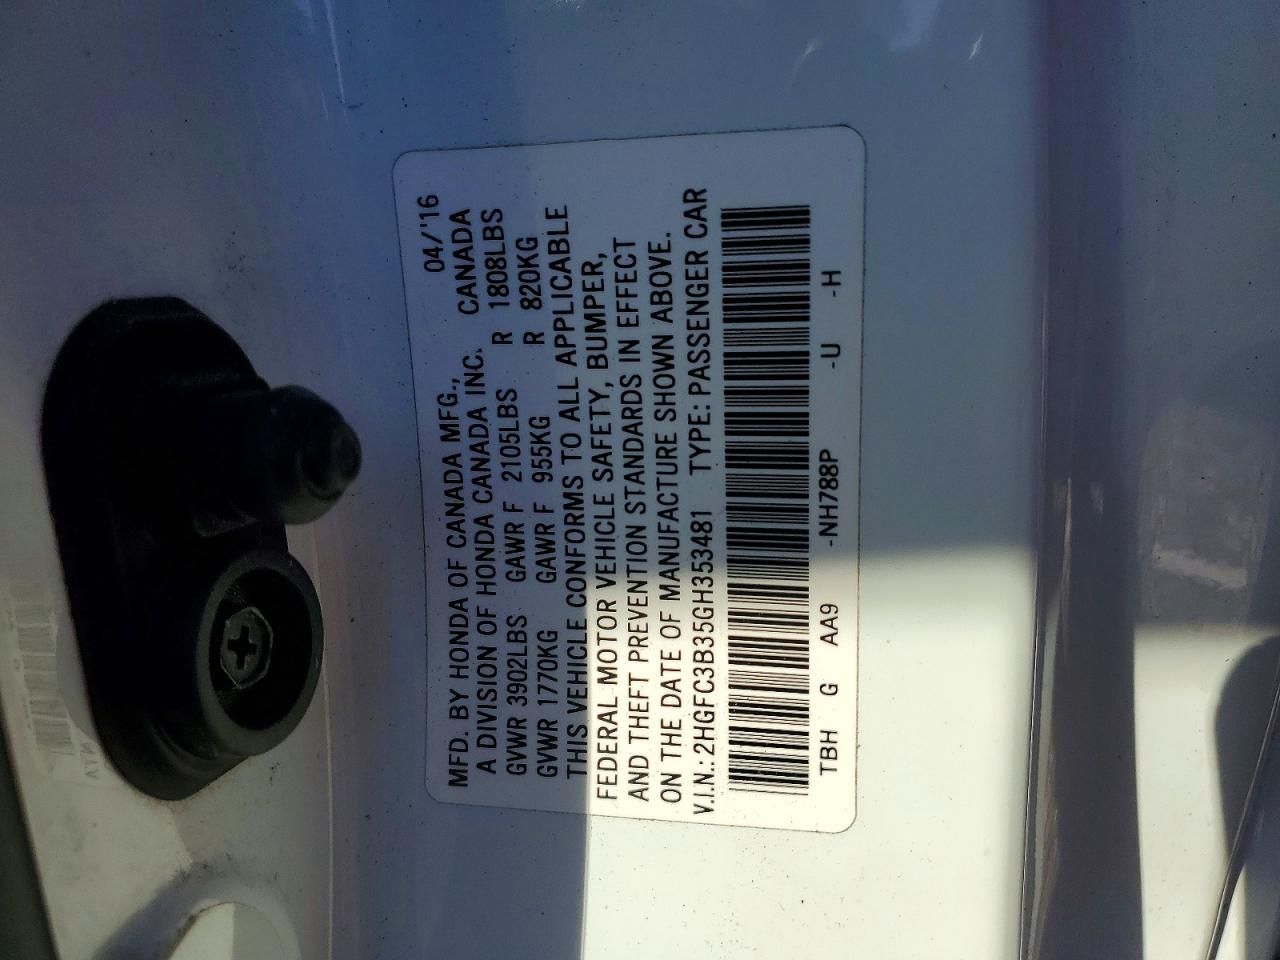 MFD. BY HONDA OF CANADA MFG., 04/'16
A DIVISION OF HONDA CANADA INC. CANADA
GVWR 3902LBS GAWR F 2105LBS R 1808LBS
GVWR 1770KG GAWR F 955KG R 820KG
THIS VEHICLE CONFORMS TO ALL APPLICABLE
FEDERAL MOTOR VEHICLE SAFETY, BUMPER,
AND THEFT PREVENTION STANDARDS IN EFFECT
ON THE DATE OF MANUFACTURE SHOWN ABOVE.
V.I.N.: 2HGFC3B35GH353481 TYPE: PASSENGER CAR
TBH G AA9 -NH788P -U -H